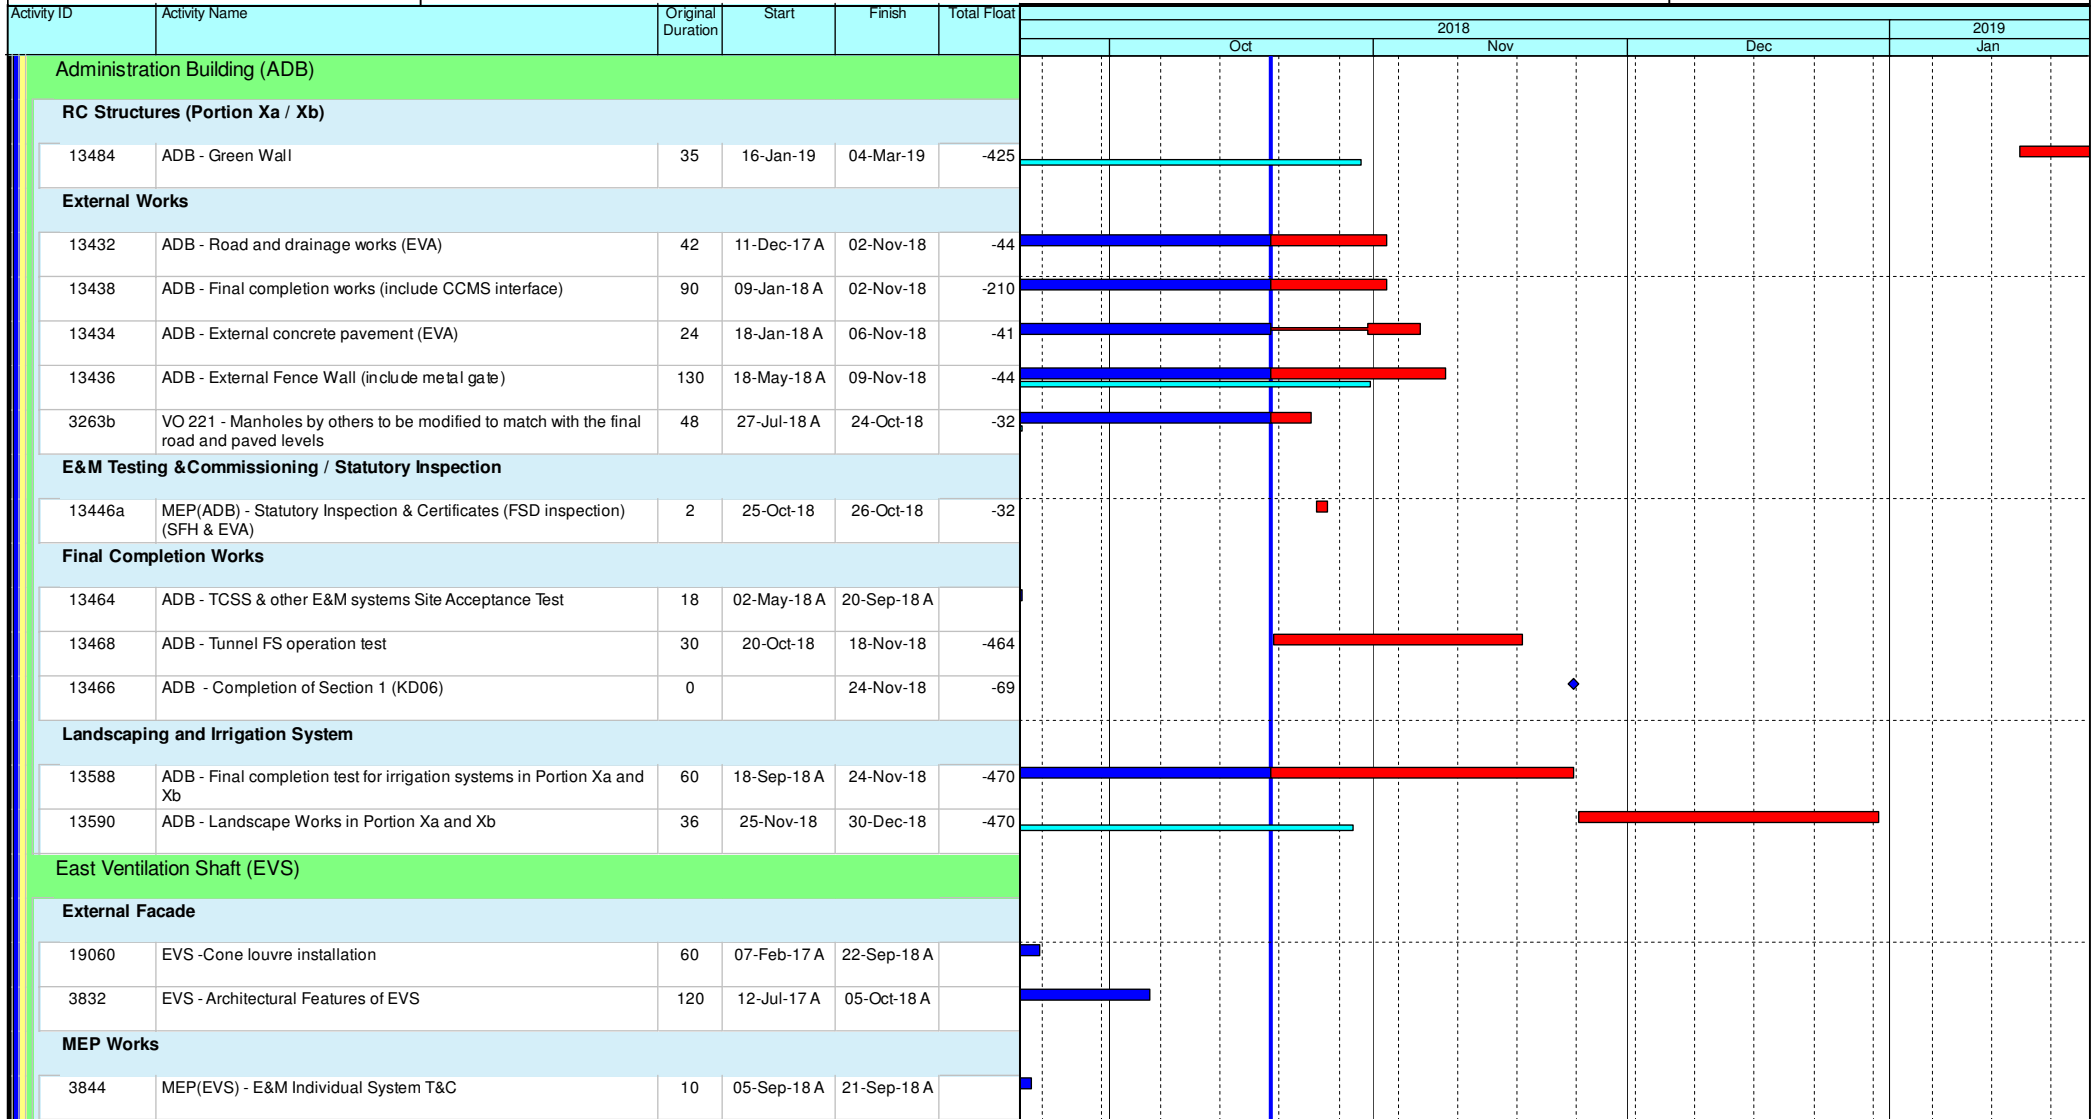 Activity ID Activity Name Original Duration Start Finish Total Float
2018 2019
Oct Nov Dec Jan
Administration Building (ADB)
RC Structures (Portion Xa / Xb)
13484 ADB - Green Wall 35 16-Jan-19 04-Mar-19 -425
External Works
13432 ADB - Road and drainage works (EVA) 42 11-Dec-17 A 02-Nov-18 -44
13438 ADB - Final completion works (include CCMS interface) 90 09-Jan-18 A 02-Nov-18 -210
13434 ADB - External concrete pavement (EVA) 24 18-Jan-18 A 06-Nov-18 -41
13436 ADB - External Fence Wall (include metal gate) 130 18-May-18 A 09-Nov-18 -44
3263b VO 221 - Manholes by others to be modified to match with the final 48 27-Jul-18 A 24-Oct-18 -32
road and paved levels
E&M Testing &Commissioning / Statutory Inspection
13446a MEP(ADB) - Statutory Inspection & Certificates (FSD inspection) 2 25-Oct-18 26-Oct-18 -32
(SFH & EVA)
Final Completion Works
13464 ADB - TCSS & other E&M systems Site Acceptance Test 18 02-May-18 A 20-Sep-18 A
13468 ADB - Tunnel FS operation test 30 20-Oct-18 18-Nov-18 -464
13466 ADB - Completion of Section 1 (KD06) 0 24-Nov-18 -69
Landscaping and Irrigation System
13588 ADB - Final completion test for irrigation systems in Portion Xa and 60 18-Sep-18 A 24-Nov-18 -470
Xb
13590 ADB - Landscape Works in Portion Xa and Xb 36 25-Nov-18 30-Dec-18 -470
East Ventilation Shaft (EVS)
External Facade
19060 EVS -Cone louvre installation 60 07-Feb-17 A 22-Sep-18 A
3832 EVS - Architectural Features of EVS 120 12-Jul-17 A 05-Oct-18 A
MEP Works
3844 MEP(EVS) - E&M Individual System T&C 10 05-Sep-18 A 21-Sep-18 A